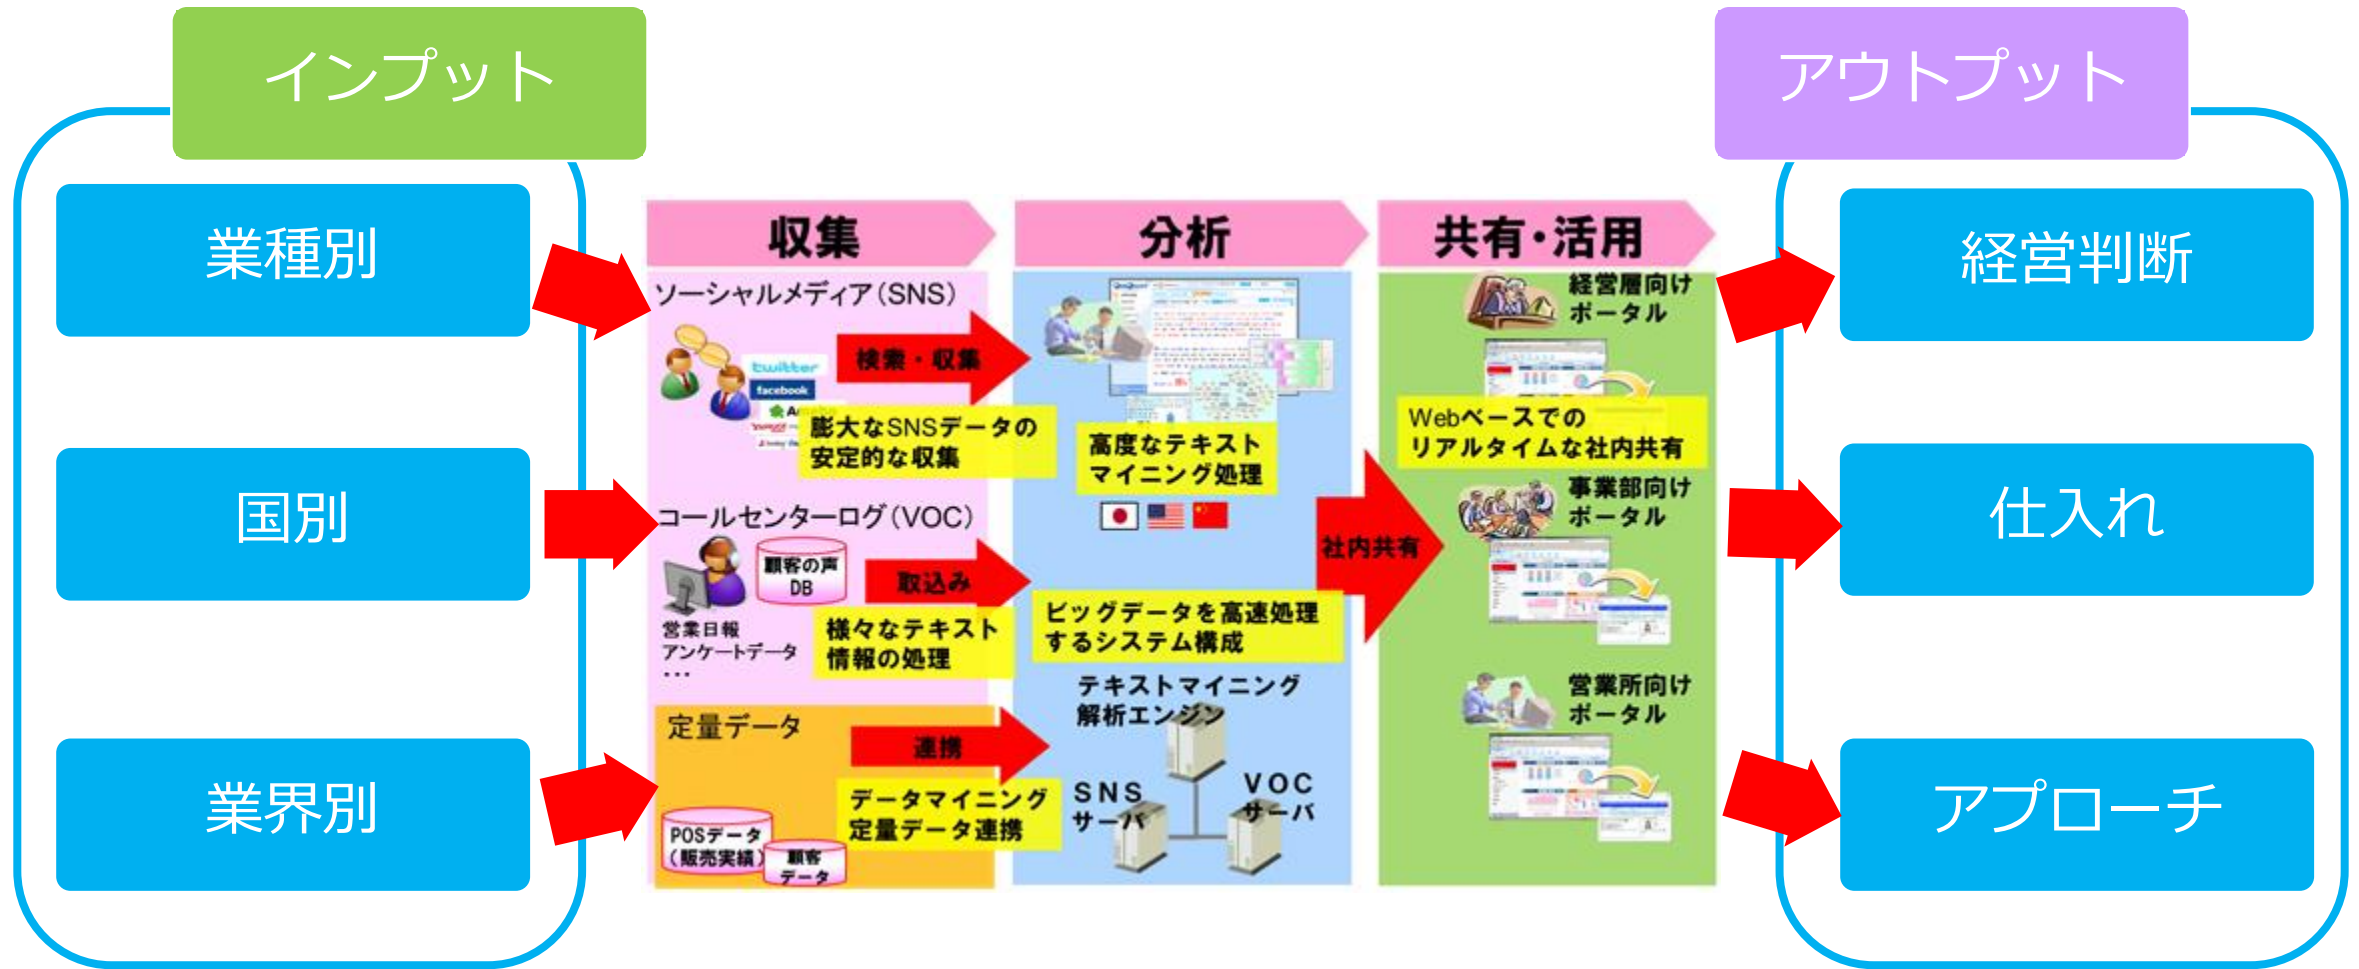 インプット
業種別
国別
業界別
収集
ソーシャルメディア（SNS）
twitter
facebook
検索・収集
膨大なSNSデータの
安定的な収集
コールセンターログ（VOC）
顧客の声
DB
取込み
営業日報
アンケートデータ
・・・
様々なテキスト
情報の処理
定量データ
連携
データマイニング
定量データ連携
POSデータ
（販売実績）
顧客
データ
分析
高度なテキスト
マイニング処理
ビッグデータを高速処理
するシステム構成
テキストマイニング
解析エンジン
SNS
サーバ
VOC
サーバ
社内共有
共有・活用
経営層向け
ポータル
Webベースでの
リアルタイムな社内共有
事業部向け
ポータル
営業所向け
ポータル
アウトプット
経営判断
仕入れ
アプローチ